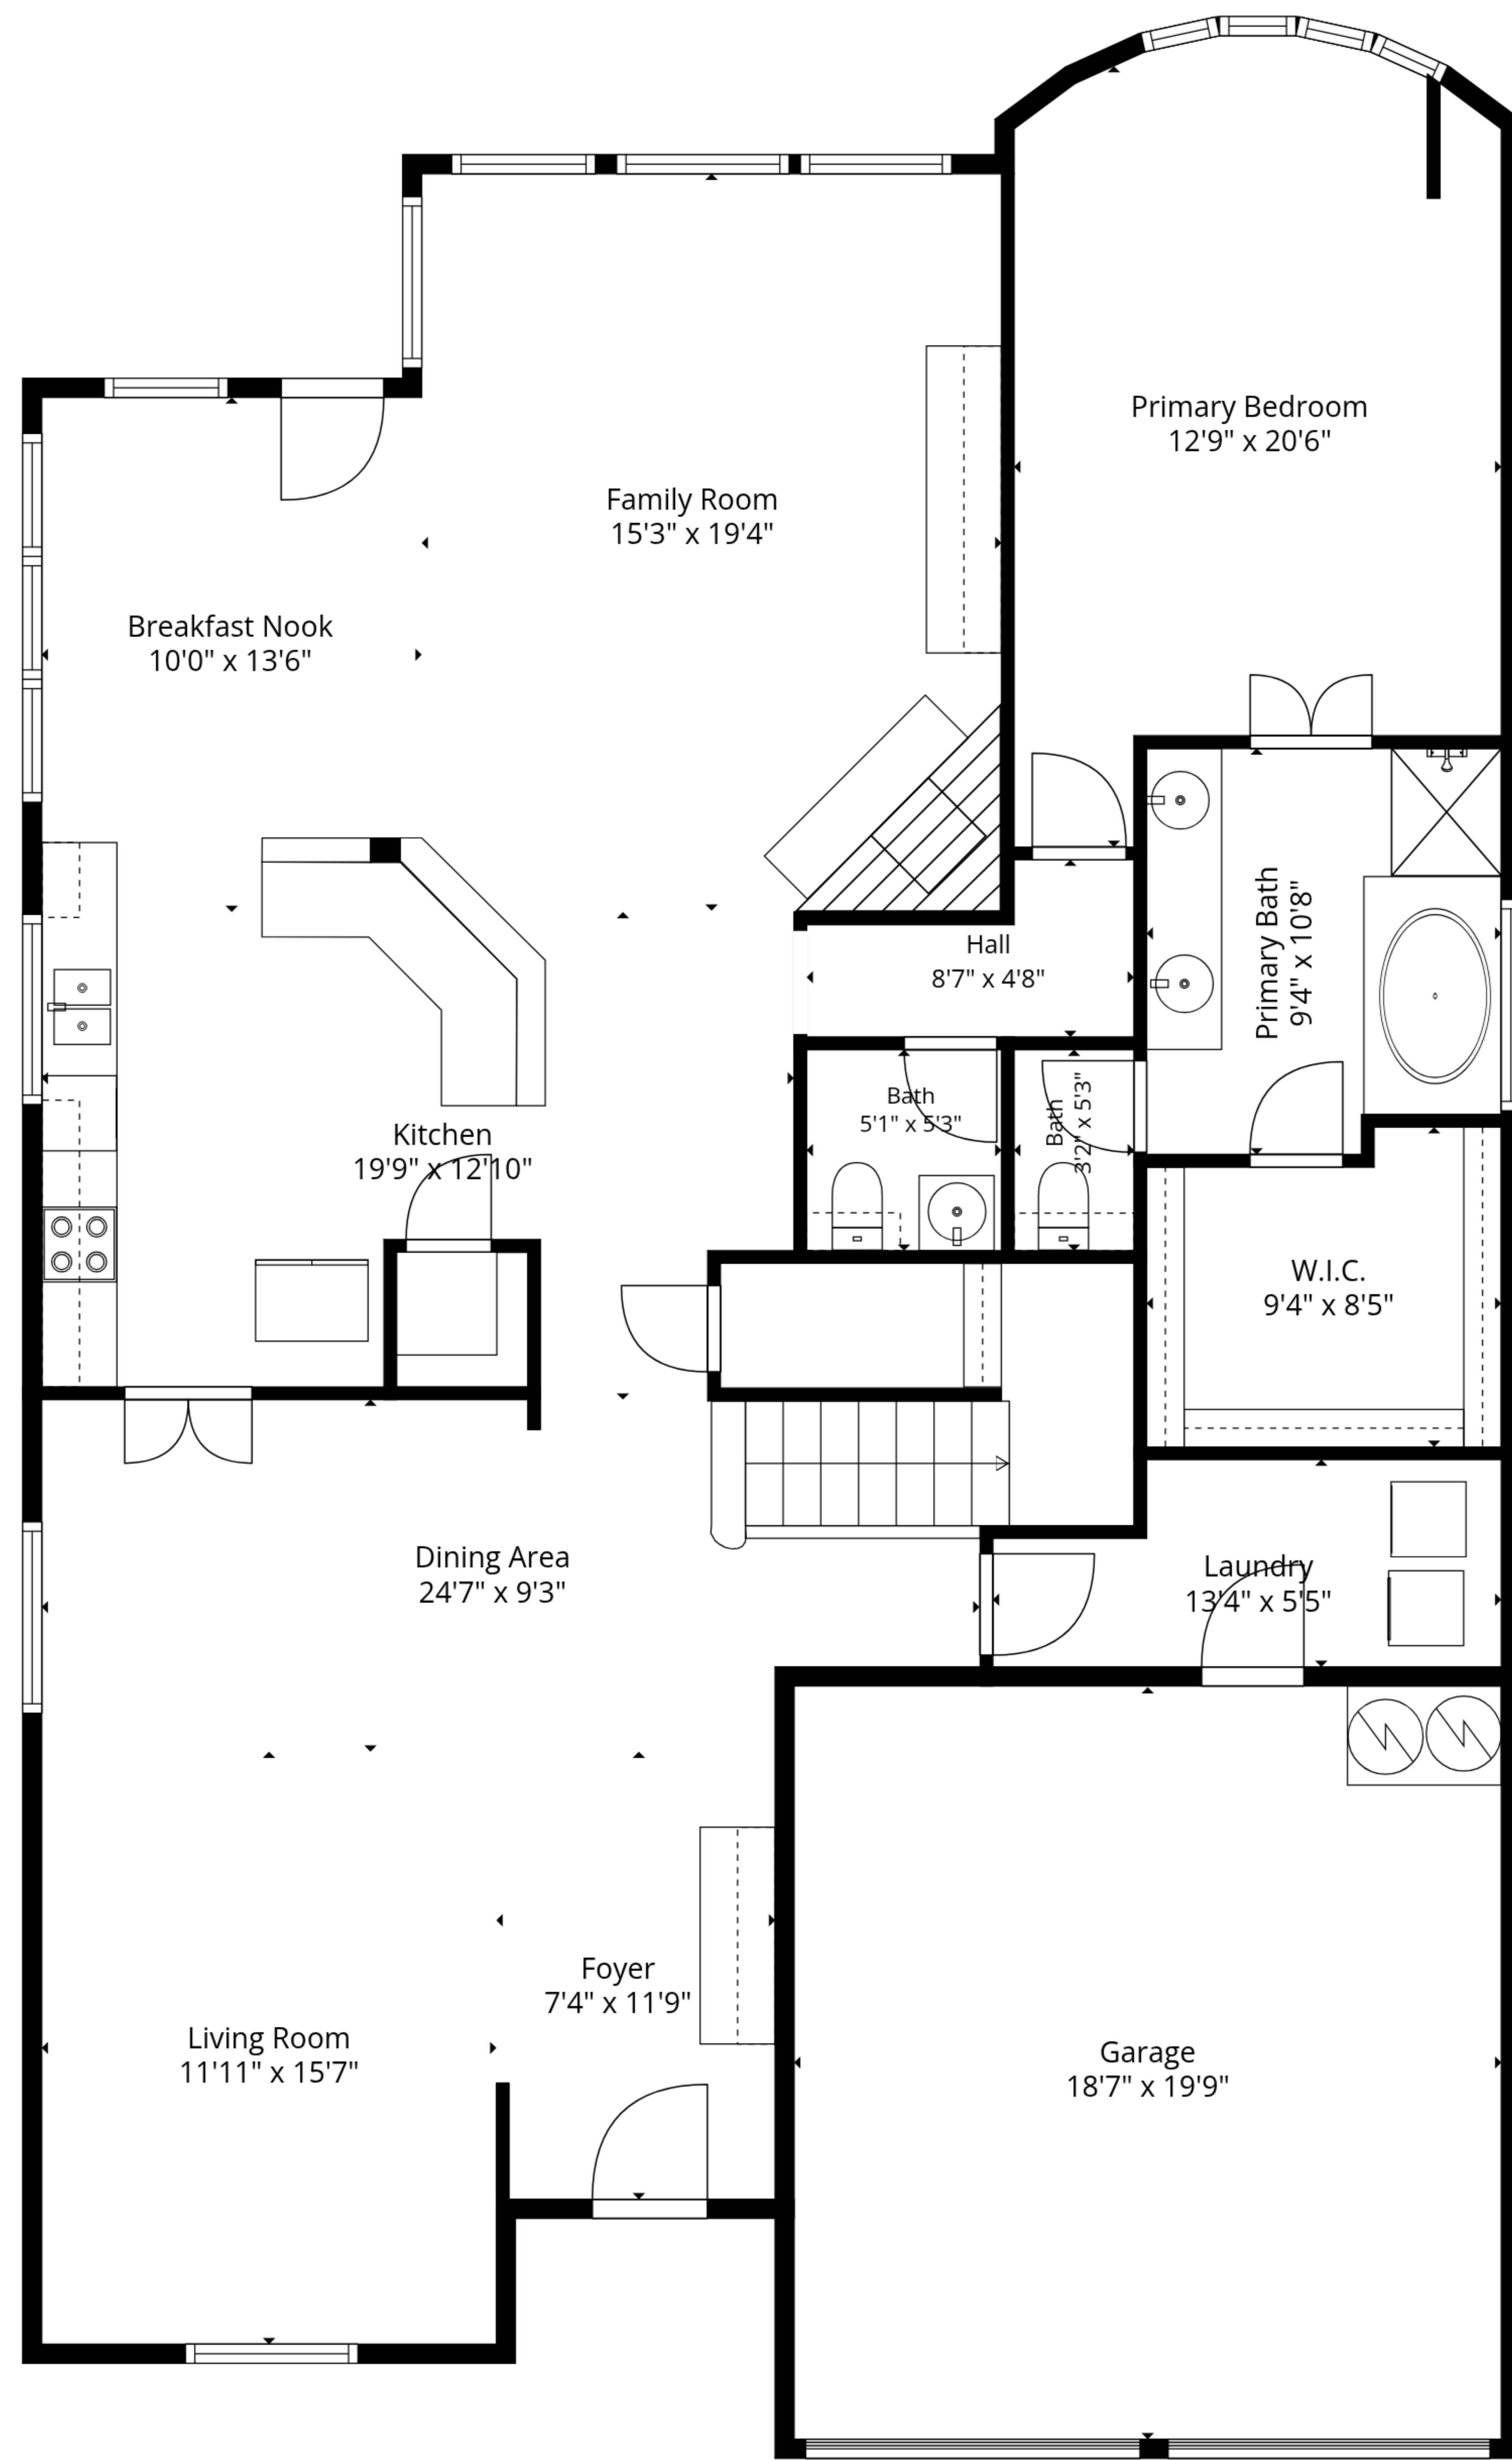 Primary Bedroom
12'9" x 20'6"
Family Room
15'3" x 19'4"
Breakfast Nook
10'0" x 13'6"
Hall
8'7" x 4'8"
Primary Bath
9'4" x 10'8"
Bath
5'1" x 5'3"
Bath
3'2" x 5'3"
Kitchen
19'9" x 12'10"
W.I.C.
9'4" x 8'5"
Dining Area
24'7" x 9'3"
Laundry
13'4" x 5'5"
Foyer
7'4" x 11'9"
Living Room
11'11" x 15'7"
Garage
18'7" x 19'9"